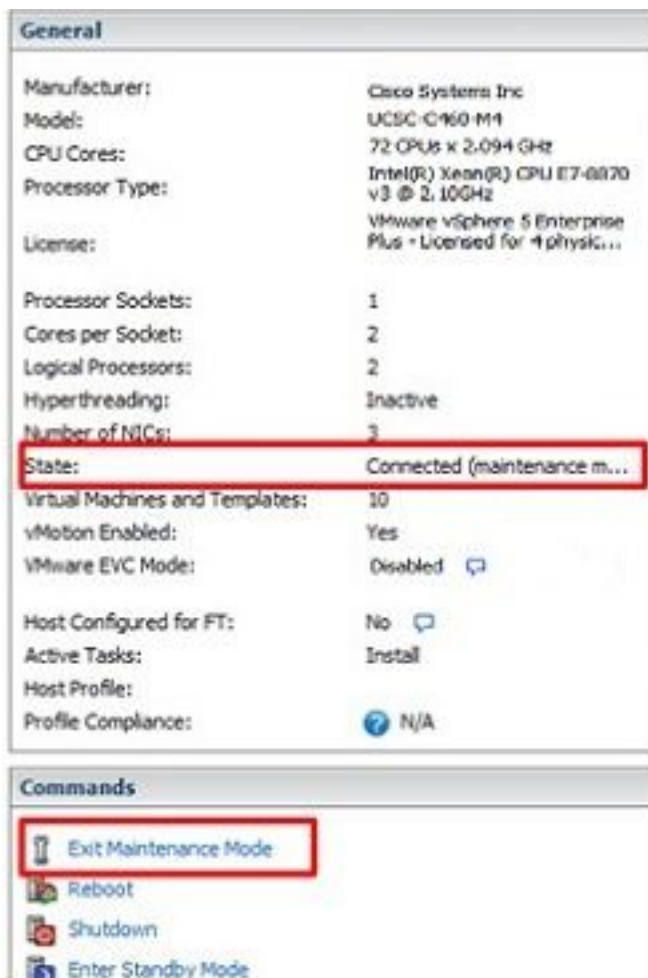 General
Manufacturer: Cisco Systems Inc
Model: UCSC-C460-M4
CPU Cores: 72 CPUs x 2.094 GHz
Processor Type: Intel(R) Xeon(R) CPU E7-8870
v3 @ 2.10GHz
License: VMware vSphere 5 Enterprise
Plus - Licensed for 4 physic...
Processor Sockets: 1
Cores per Socket: 2
Logical Processors: 2
Hyperthreading: Inactive
Number of NICs: 3
State: Connected (maintenance m...
Virtual Machines and Templates: 10
vMotion Enabled: Yes
VMware EVC Mode: Disabled
Host Configured for FT: No
Active Tasks: Install
Host Profile:
Profile Compliance: N/A
Commands
Exit Maintenance Mode
Reboot
Shutdown
Enter Standby Mode